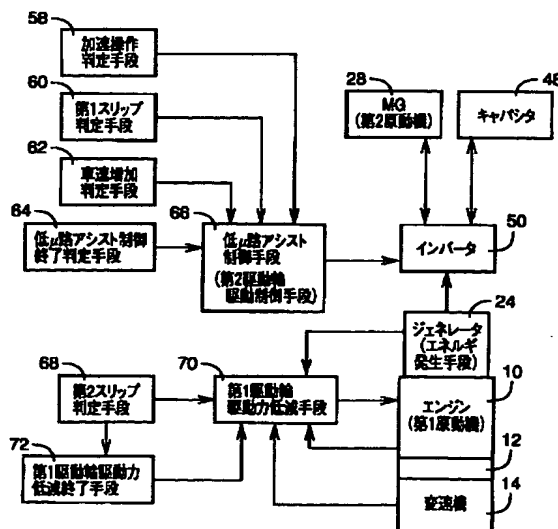 58
加速操作
判定手段
60
第1スリップ
判定手段
62
車速増加
判定手段
64
低μ路アシスト制御
終了判定手段
66
低μ路アシスト
制御手段
(第2駆動輪
駆動制御手段)
28
MG
(第2原動機)
48
キャパシタ
インバータ
50
24
ジェネレータ
(エネルギ
発生手段)
68
第2スリップ
判定手段
70
第1駆動輪
駆動力低減手段
10
エンジン
(第1原動機)
72
第1駆動輪駆動力
低減終了手段
12
14
変速機